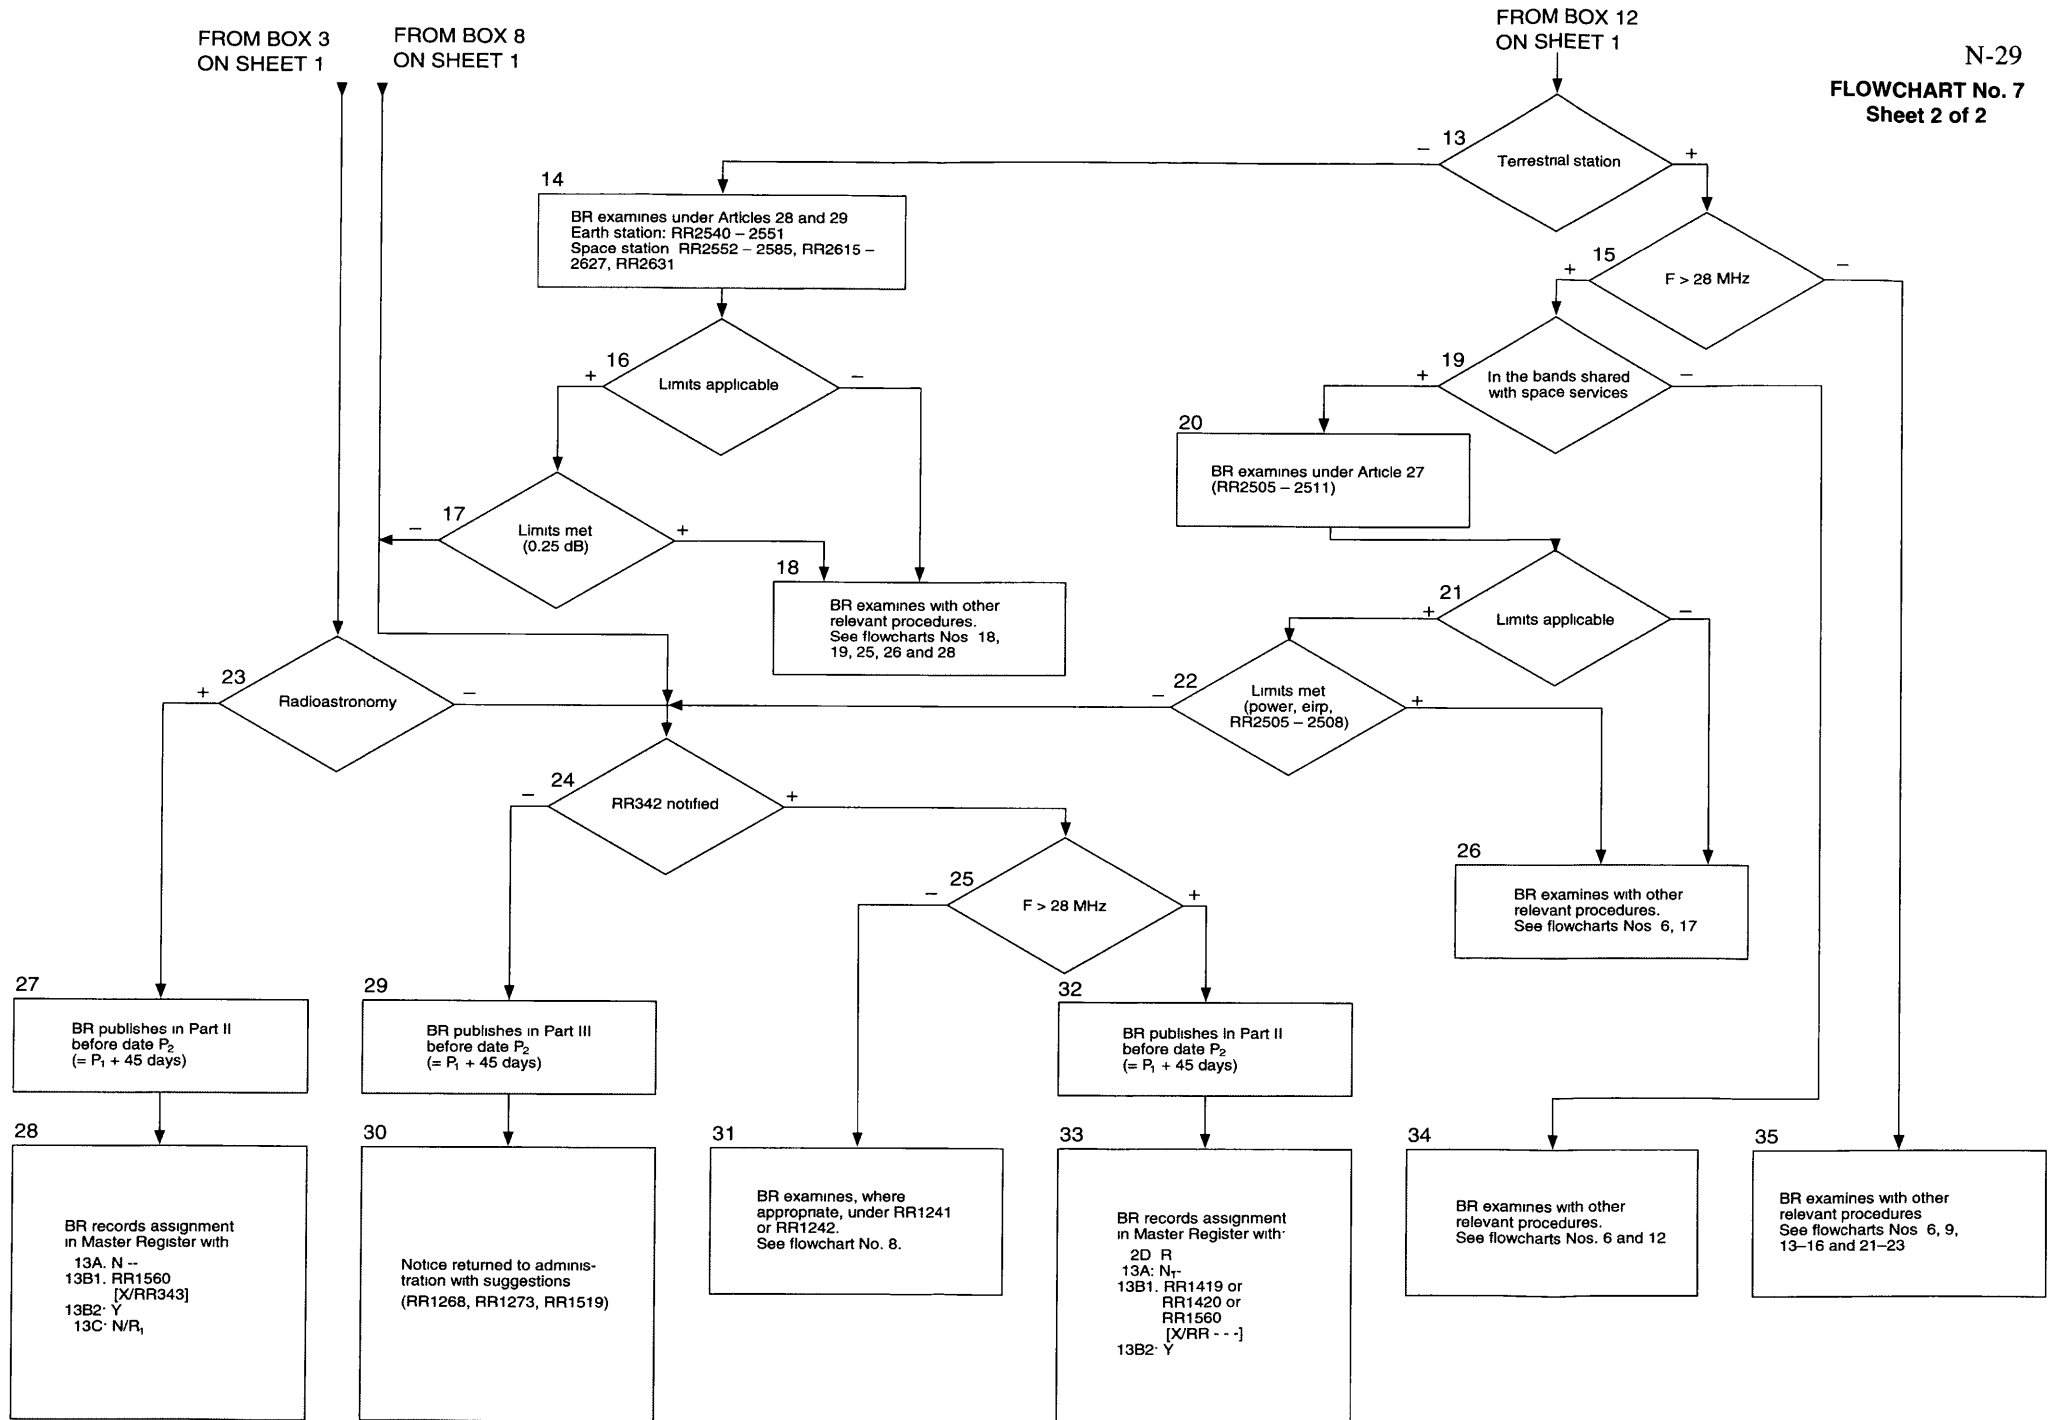 FROM BOX 3
ON SHEET 1
FROM BOX 8
ON SHEET 1
FROM BOX 12
ON SHEET 1
N-29
FLOWCHART No. 7
Sheet 2 of 2
13
Terrestrial station
−
+
14
BR examines under Articles 28 and 29
Earth station: RR2540 – 2551
Space station RR2552 – 2585, RR2615 –
2627, RR2631
15
F > 28 MHz
+
−
16
Limits applicable
+
−
19
In the bands shared
with space services
+
−
20
BR examines under Article 27
(RR2505 – 2511)
17
Limits met
(0.25 dB)
−
+
18
BR examines with other
relevant procedures.
See flowcharts Nos 18,
19, 25, 26 and 28
21
Limits applicable
+
−
22
Limits met
(power, eirp,
RR2505 – 2508)
−
+
23
Radioastronomy
+
−
24
RR342 notified
−
+
25
F > 28 MHz
−
+
26
BR examines with other
relevant procedures.
See flowcharts Nos 6, 17
27
BR publishes in Part II
before date P₂
(= P₁ + 45 days)
29
BR publishes in Part III
before date P₂
(= P₁ + 45 days)
32
BR publishes in Part II
before date P₂
(= P₁ + 45 days)
28
BR records assignment
in Master Register with
13A. N --
13B1. RR1560
[X/RR343]
13B2· Y
13C· N/R₁
30
Notice returned to adminis-
tration with suggestions
(RR1268, RR1273, RR1519)
31
BR examines, where
appropriate, under RR1241
or RR1242.
See flowchart No. 8.
33
BR records assignment
in Master Register with·
2D R
13A: N_T-
13B1. RR1419 or
RR1420 or
RR1560
[X/RR - - -]
13B2· Y
34
BR examines with other
relevant procedures.
See flowcharts Nos. 6 and 12
35
BR examines with other
relevant procedures
See flowcharts Nos 6, 9,
13–16 and 21–23